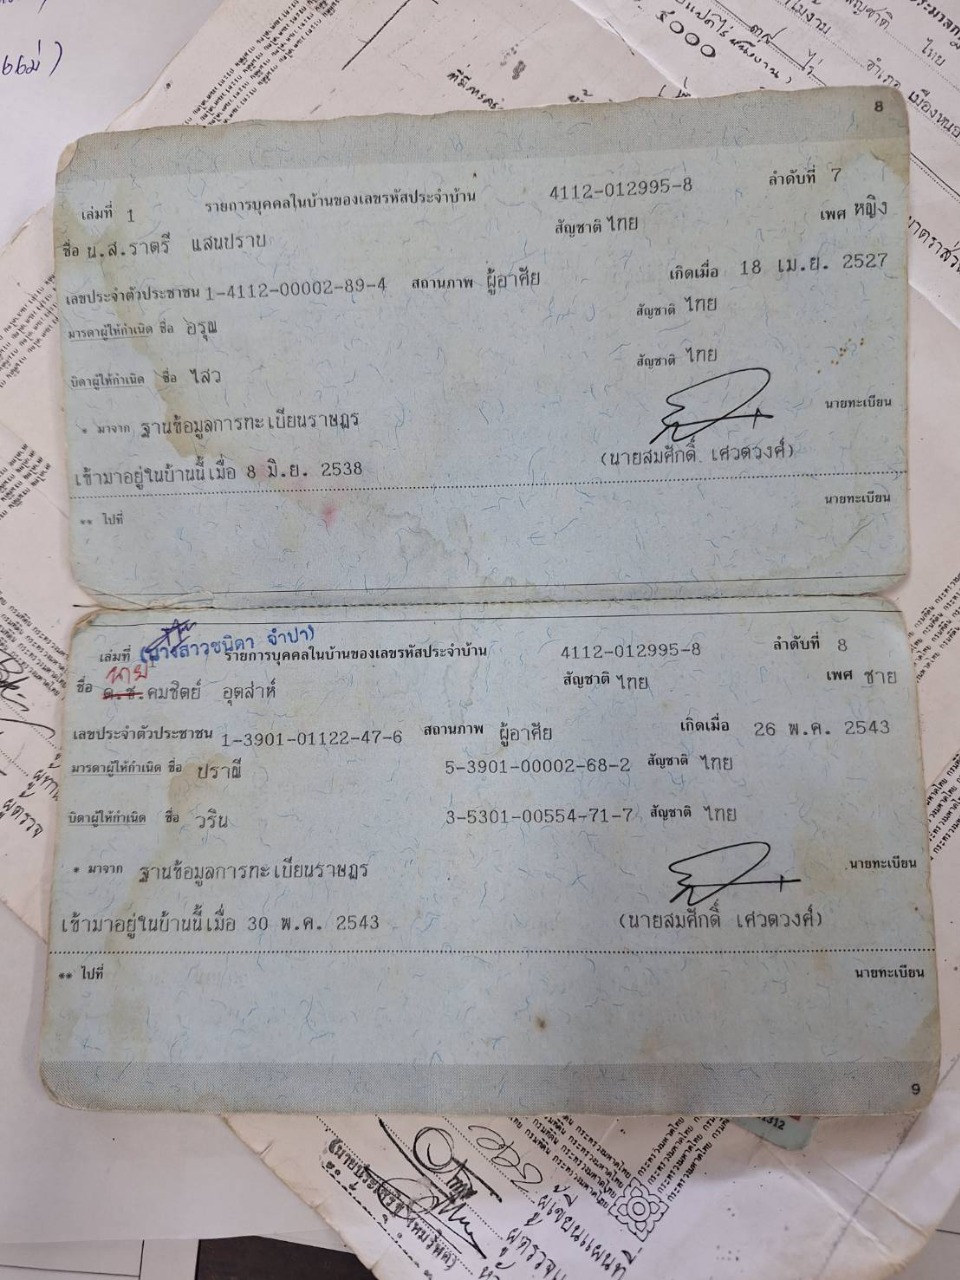 8
เล่มที่ 1 รายการบุคคลในบ้านของเลขรหัสประจำบ้าน 4112-012995-8 ลำดับที่ 7
ชื่อ น.ส.ราตรี แสนปราบ สัญชาติ ไทย เพศ หญิง
เลขประจำตัวประชาชน 1-4112-00002-89-4 สถานภาพ ผู้อาศัย เกิดเมื่อ 18 เม.ย. 2527
มารดาผู้ให้กำเนิด ชื่อ อรุณ สัญชาติ ไทย
บิดาผู้ให้กำเนิด ชื่อ ไสว สัญชาติ ไทย
* มาจาก ฐานข้อมูลการทะเบียนราษฎร นายทะเบียน
เข้ามาอยู่ในบ้านนี้เมื่อ 8 มิ.ย. 2538 (นายสมศักดิ์ เศวตวงศ์)
** ไปที่ นายทะเบียน
(นางสาวชนิดา จำปา)
เล่มที่ รายการบุคคลในบ้านของเลขรหัสประจำบ้าน 4112-012995-8 ลำดับที่ 8
นาย
ชื่อ ด.ช.คมชิตย์ อุตส่าห์ สัญชาติ ไทย เพศ ชาย
เลขประจำตัวประชาชน 1-3901-01122-47-6 สถานภาพ ผู้อาศัย เกิดเมื่อ 26 พ.ค. 2543
มารดาผู้ให้กำเนิด ชื่อ ปราณี 5-3901-00002-68-2 สัญชาติ ไทย
บิดาผู้ให้กำเนิด ชื่อ วริน 3-5301-00554-71-7 สัญชาติ ไทย
* มาจาก ฐานข้อมูลการทะเบียนราษฎร นายทะเบียน
เข้ามาอยู่ในบ้านนี้เมื่อ 30 พ.ค. 2543 (นายสมศักดิ์ เศวตวงศ์)
** ไปที่ นายทะเบียน
9
ผู้เขียนแผนที่